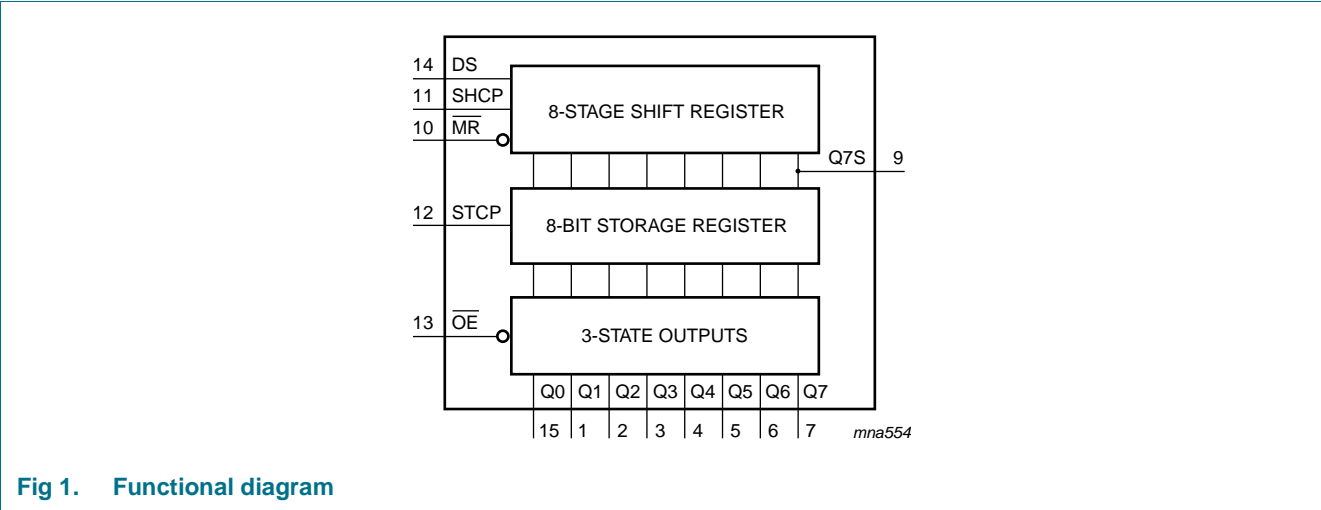 14 DS
11 SHCP
10 M̅R̅
8-STAGE SHIFT REGISTER
Q7S 9
12 STCP
8-BIT STORAGE REGISTER
13 O̅E̅
3-STATE OUTPUTS
Q0 Q1 Q2 Q3 Q4 Q5 Q6 Q7
15 1 2 3 4 5 6 7 mna554
Fig 1. Functional diagram